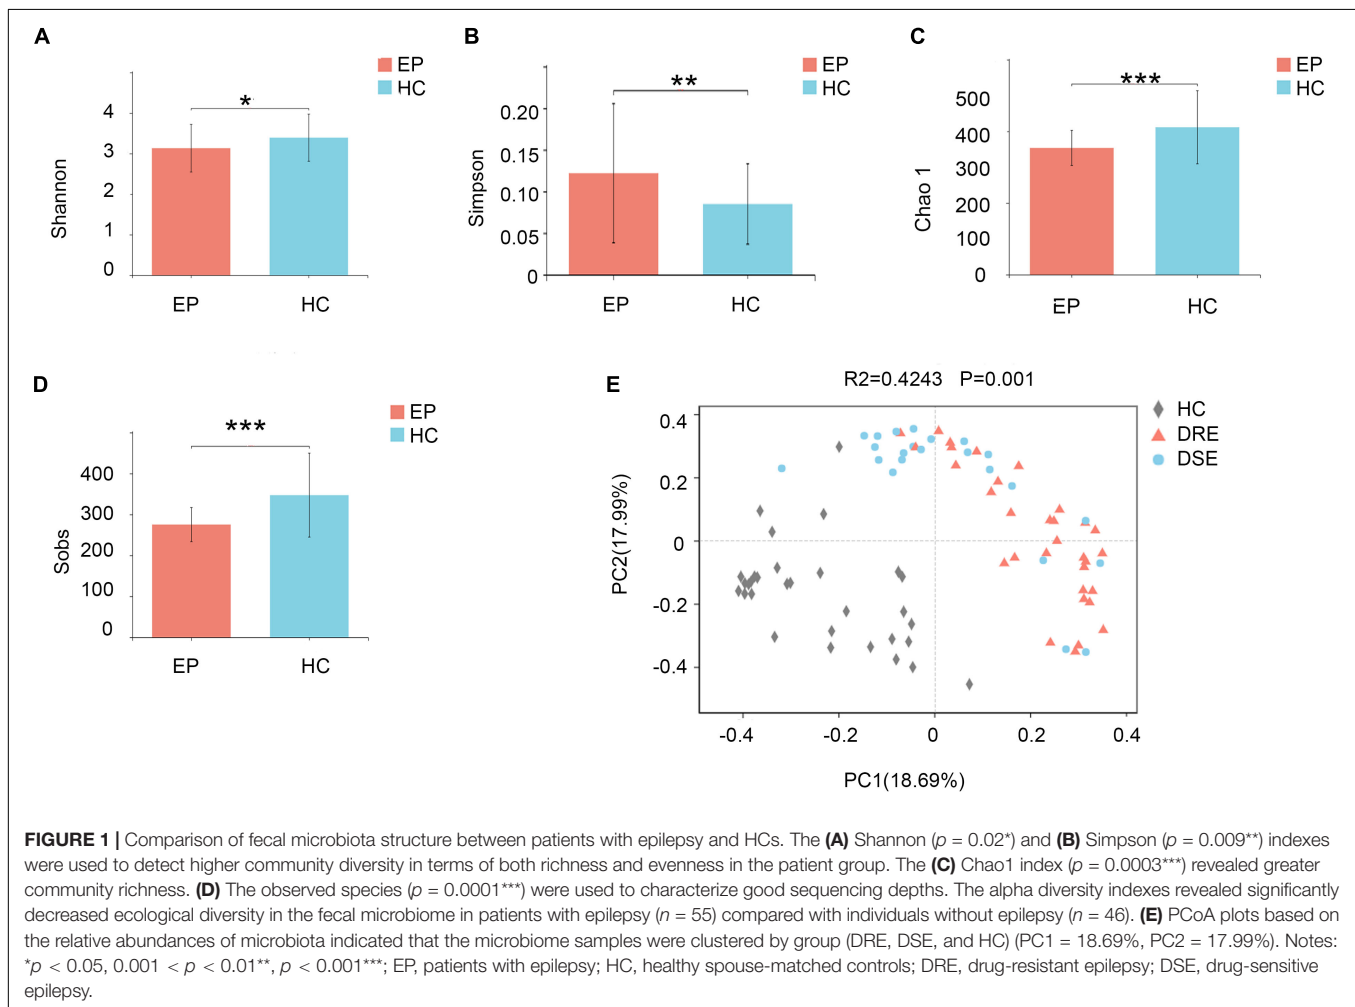 A
EP
HC
*
4
3
2
1
0
Shannon
EP
HC
B
EP
HC
**
0.20
0.15
0.10
0.05
0
Simpson
EP
HC
C
EP
HC
***
500
400
300
200
100
0
Chao 1
EP
HC
D
EP
HC
***
400
300
200
100
0
Sobs
EP
HC
E
R2=0.4243 P=0.001
HC
DRE
DSE
0.4
0.2
0
-0.2
-0.4
PC2(17.99%)
-0.4 -0.2 0 0.2 0.4
PC1(18.69%)
FIGURE 1 | Comparison of fecal microbiota structure between patients with epilepsy and HCs. The (A) Shannon (p = 0.02*) and (B) Simpson (p = 0.009**) indexes
were used to detect higher community diversity in terms of both richness and evenness in the patient group. The (C) Chao1 index (p = 0.0003***) revealed greater
community richness. (D) The observed species (p = 0.0001***) were used to characterize good sequencing depths. The alpha diversity indexes revealed significantly
decreased ecological diversity in the fecal microbiome in patients with epilepsy (n = 55) compared with individuals without epilepsy (n = 46). (E) PCoA plots based on
the relative abundances of microbiota indicated that the microbiome samples were clustered by group (DRE, DSE, and HC) (PC1 = 18.69%, PC2 = 17.99%). Notes:
*p < 0.05, 0.001 < p < 0.01**, p < 0.001***; EP, patients with epilepsy; HC, healthy spouse-matched controls; DRE, drug-resistant epilepsy; DSE, drug-sensitive
epilepsy.